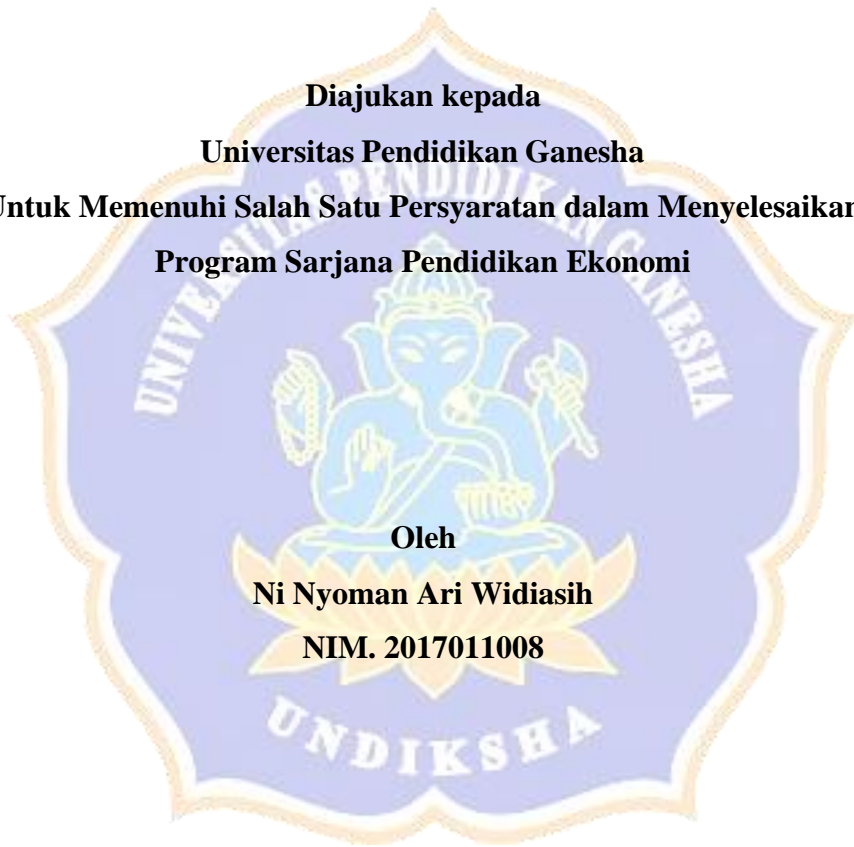 Diajukan kepada
Universitas Pendidikan Ganesha
Untuk Memenuhi Salah Satu Persyaratan dalam Menyelesaikan
Program Sarjana Pendidikan Ekonomi
UNIVERSITAS PENDIDIKAN GANESHA
Oleh
Ni Nyoman Ari Widiasih
NIM. 2017011008
UNDIKSHA